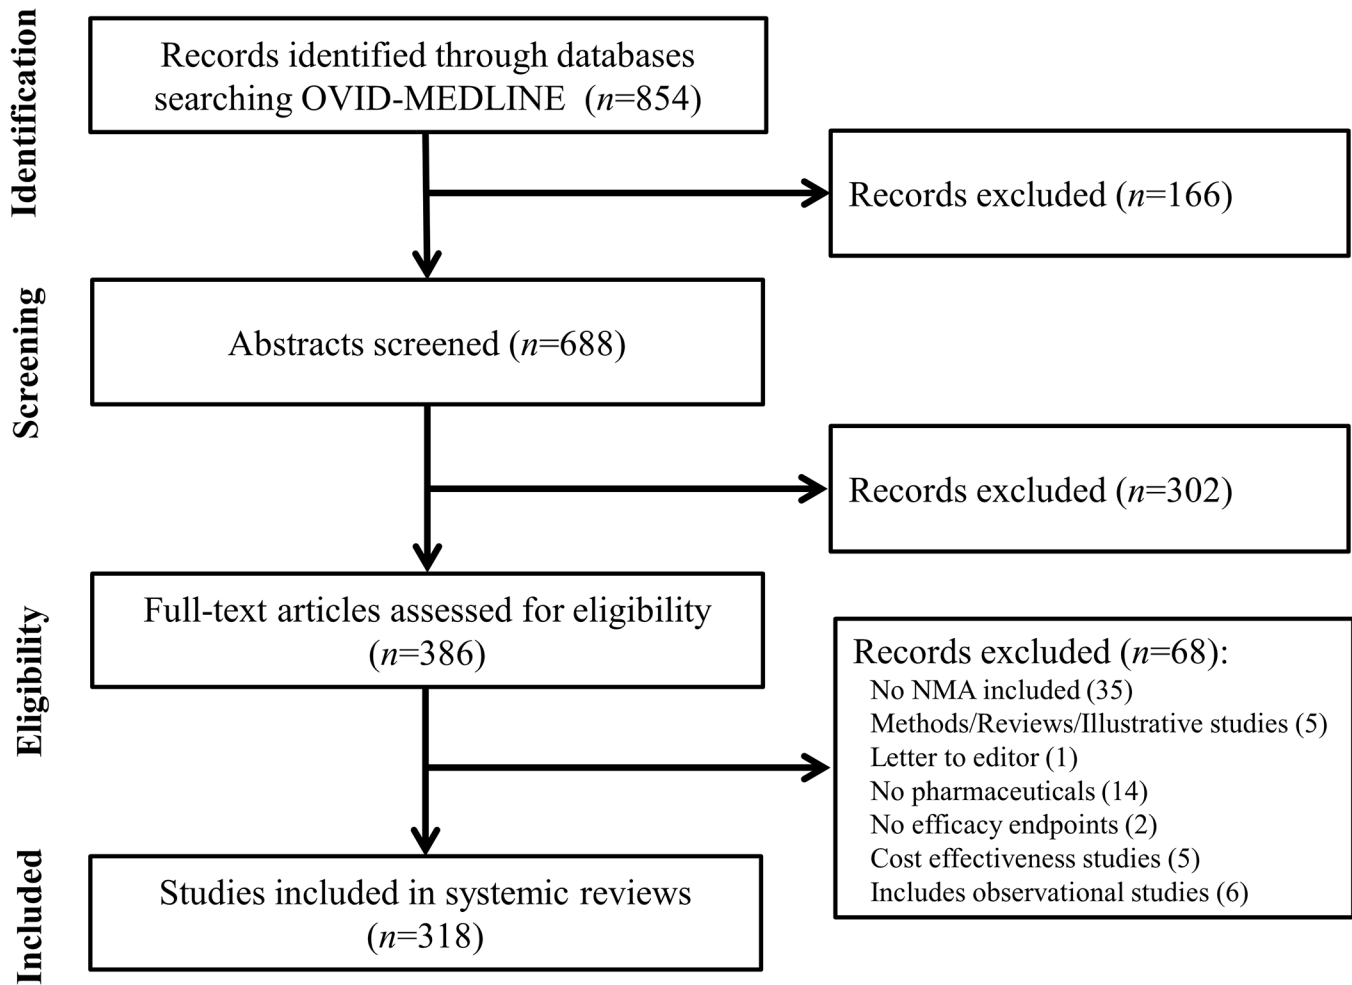 Identification
Records identified through databases
searching OVID-MEDLINE (n=854)
Records excluded (n=166)
Screening
Abstracts screened (n=688)
Records excluded (n=302)
Eligibility
Full-text articles assessed for eligibility
(n=386)
Records excluded (n=68):
No NMA included (35)
Methods/Reviews/Illustrative studies (5)
Letter to editor (1)
No pharmaceuticals (14)
No efficacy endpoints (2)
Cost effectiveness studies (5)
Includes observational studies (6)
Included
Studies included in systemic reviews
(n=318)